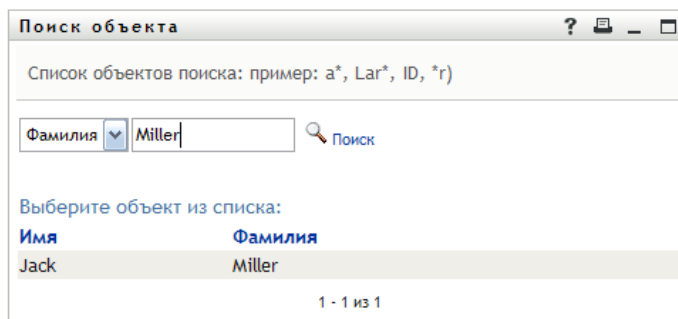 Поиск объекта
Список объектов поиска: пример: a*, Lar*, ID, *r)
Фамилия Miller Поиск
Выберите объект из списка:
Имя Фамилия
Jack Miller
1 - 1 из 1